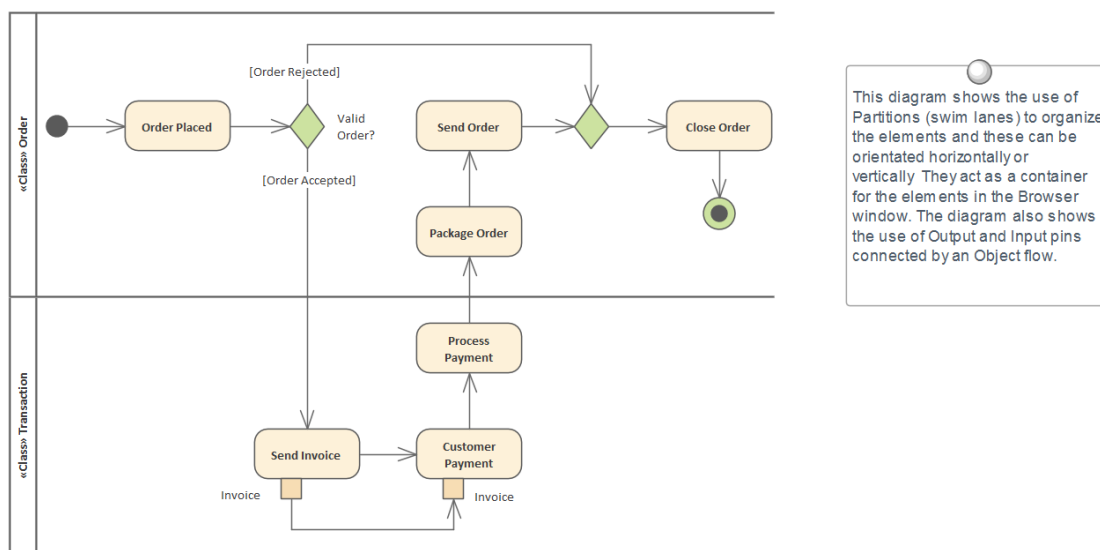 «Class» Order
[Order Rejected]
Order Placed
Valid
Order?
Send Order
Close Order
[Order Accepted]
Package Order
«Class» Transaction
Process
Payment
Send Invoice
Customer
Payment
Invoice
Invoice
This diagram shows the use of
Partitions (swim lanes) to organize
the elements and these can be
orientated horizontally or
vertically They act as a container
for the elements in the Browser
window. The diagram also shows
the use of Output and Input pins
connected by an Object flow.